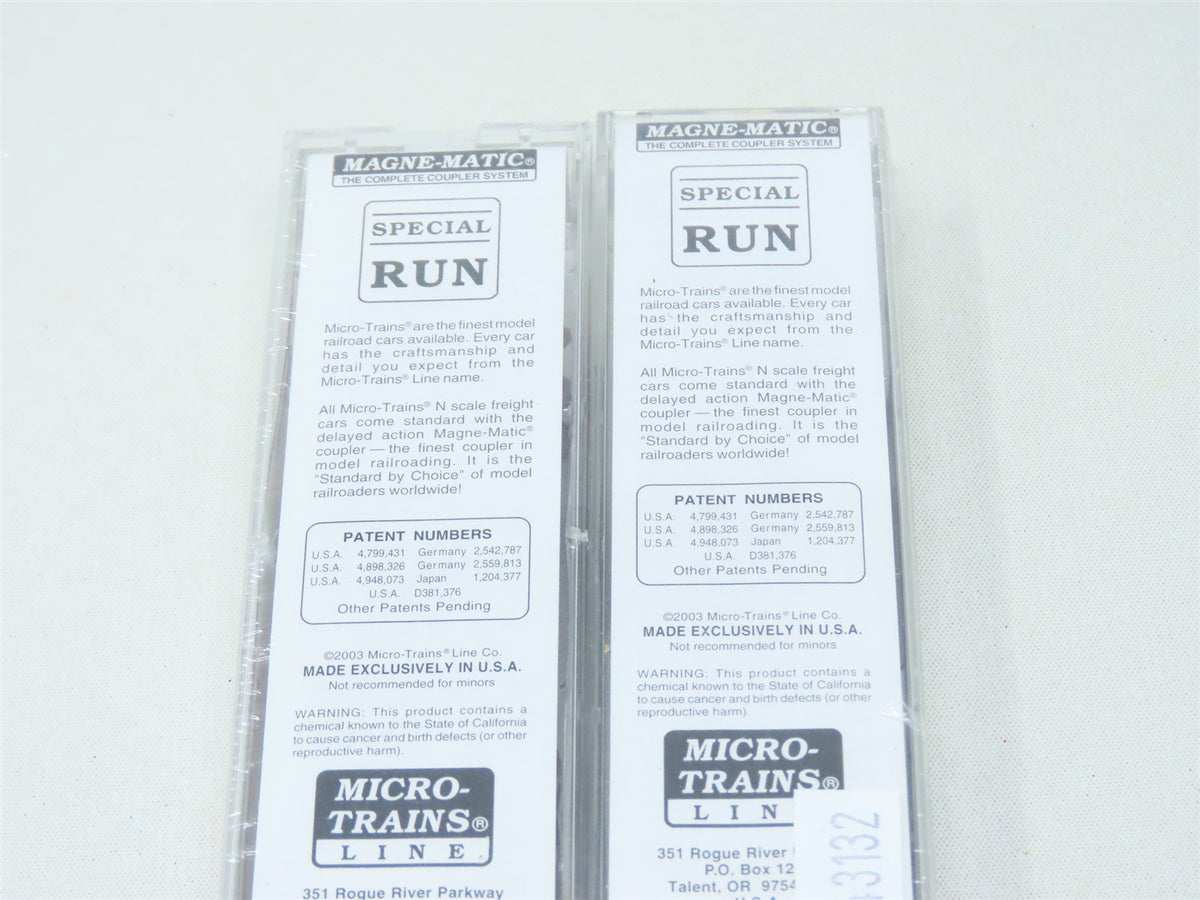 MAGNE-MATIC®
THE COMPLETE COUPLER SYSTEM
SPECIAL
RUN
Micro-Trains® are the finest model
railroad cars available. Every car
has the craftsmanship and
detail you expect from the
Micro-Trains® Line name.
All Micro-Trains® N scale freight
cars come standard with the
delayed action Magne-Matic®
coupler — the finest coupler in
model railroading. It is the
"Standard by Choice" of model
railroaders worldwide!
PATENT NUMBERS
U.S.A. 4,799,431 Germany 2,542,787
U.S.A. 4,898,326 Germany 2,559,813
U.S.A. 4,948,073 Japan 1,204,377
U.S.A. D381,376
Other Patents Pending
©2003 Micro-Trains® Line Co.
MADE EXCLUSIVELY IN U.S.A.
Not recommended for minors
WARNING: This product contains a
chemical known to the State of California
to cause cancer and birth defects (or other
reproductive harm).
MICRO-
TRAINS®
LINE
351 Rogue River Parkway
MAGNE-MATIC®
THE COMPLETE COUPLER SYSTEM
SPECIAL
RUN
Micro-Trains® are the finest model
railroad cars available. Every car
has the craftsmanship and
detail you expect from the
Micro-Trains® Line name.
All Micro-Trains® N scale freight
cars come standard with the
delayed action Magne-Matic®
coupler — the finest coupler in
model railroading. It is the
"Standard by Choice" of model
railroaders worldwide!
PATENT NUMBERS
U.S.A. 4,799,431 Germany 2,542,787
U.S.A. 4,898,326 Germany 2,559,813
U.S.A. 4,948,073 Japan 1,204,377
U.S.A. D381,376
Other Patents Pending
©2003 Micro-Trains® Line Co.
MADE EXCLUSIVELY IN U.S.A.
Not recommended for minors
WARNING: This product contains a
chemical known to the State of California
to cause cancer and birth defects (or other
reproductive harm).
MICRO-
TRAINS®
LIN
351 Rogue River
P.O. Box 12
Talent, OR 9754
3132